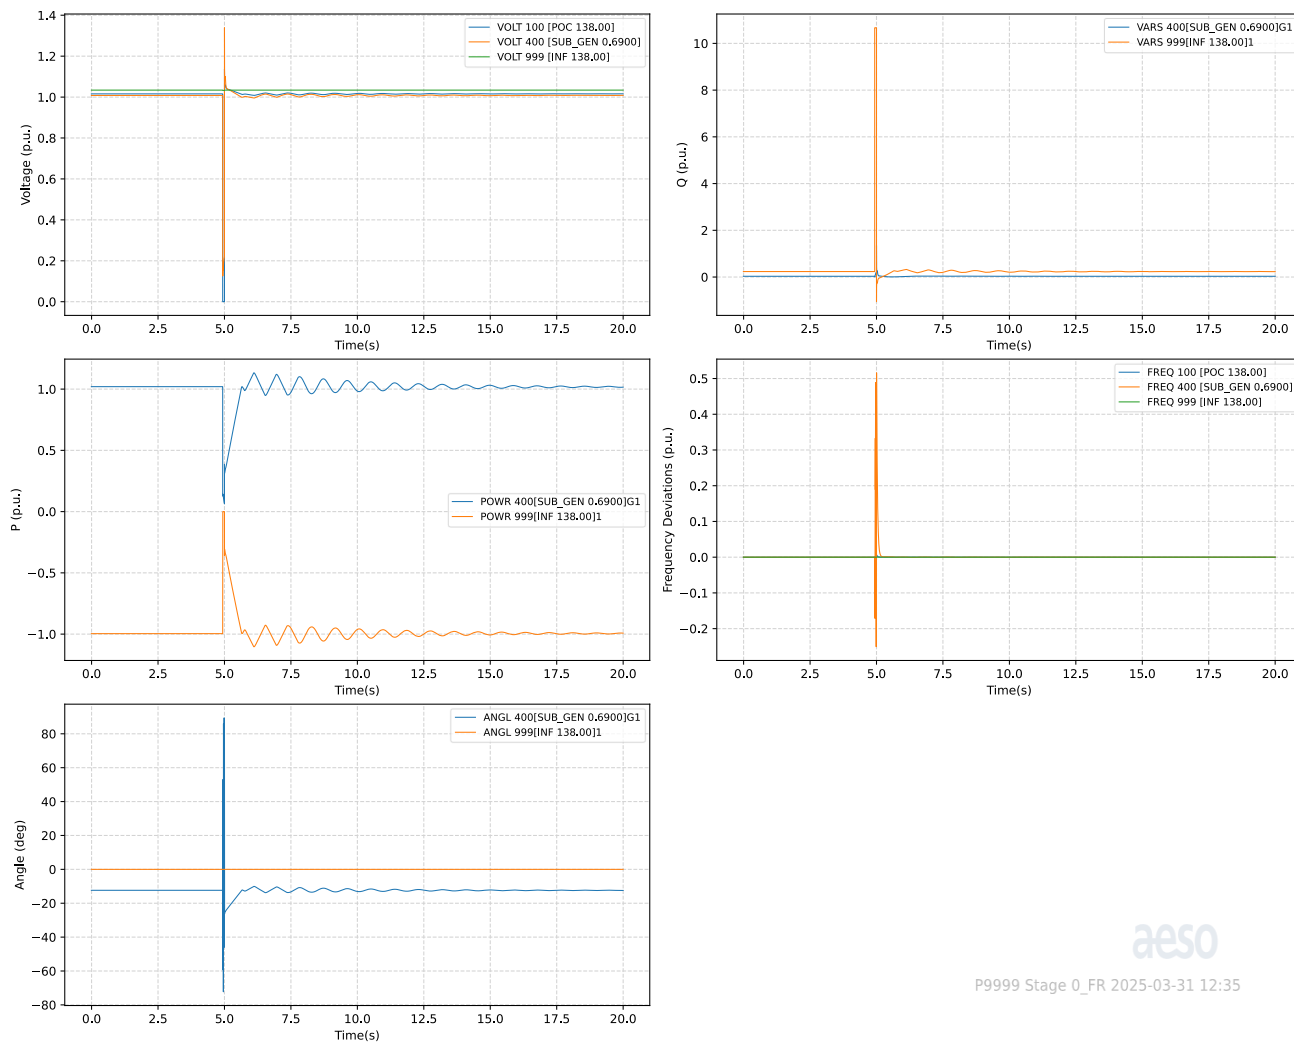 1.4
1.2
1.0
0.8
0.6
0.4
0.2
0.0
Voltage (p.u.)
VOLT 100 [POC 138.00]
VOLT 400 [SUB_GEN 0.6900]
VOLT 999 [INF 138.00]
0.0 2.5 5.0 7.5 10.0 12.5 15.0 17.5 20.0
Time(s)
10
8
6
4
2
0
Q (p.u.)
VARS 400[SUB_GEN 0.6900]G1
VARS 999[INF 138.00]1
0.0 2.5 5.0 7.5 10.0 12.5 15.0 17.5 20.0
Time(s)
1.0
0.5
0.0
−0.5
−1.0
P (p.u.)
POWR 400[SUB_GEN 0.6900]G1
POWR 999[INF 138.00]1
0.0 2.5 5.0 7.5 10.0 12.5 15.0 17.5 20.0
Time(s)
0.5
0.4
0.3
0.2
0.1
0.0
−0.1
−0.2
Frequency Deviations (p.u.)
FREQ 100 [POC 138.00]
FREQ 400 [SUB_GEN 0.6900]
FREQ 999 [INF 138.00]
0.0 2.5 5.0 7.5 10.0 12.5 15.0 17.5 20.0
Time(s)
80
60
40
20
0
−20
−40
−60
−80
Angle (deg)
ANGL 400[SUB_GEN 0.6900]G1
ANGL 999[INF 138.00]1
0.0 2.5 5.0 7.5 10.0 12.5 15.0 17.5 20.0
Time(s)
aeso
P9999 Stage 0_FR 2025-03-31 12:35